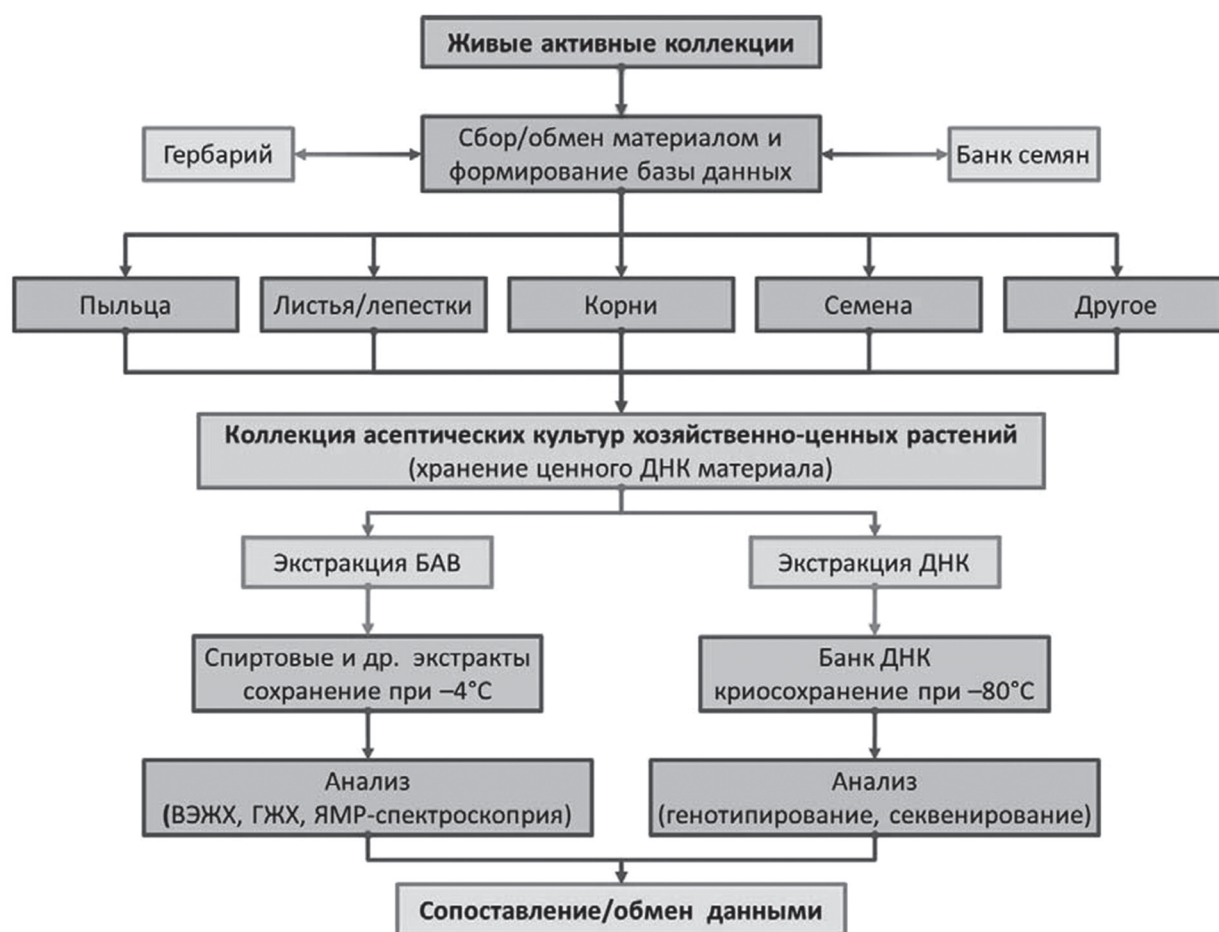 Живые активные коллекции
Гербарий
Сбор/обмен материалом и
формирование базы данных
Банк семян
Пыльца
Листья/лепестки
Корни
Семена
Другое
Коллекция асептических культур хозяйственно-ценных растений
(хранение ценного ДНК материала)
Экстракция БАВ
Экстракция ДНК
Спиртовые и др. экстракты
сохранение при –4°С
Банк ДНК
криосохранение при –80°С
Анализ
(ВЭЖХ, ГЖХ, ЯМР-спектроскоприя)
Анализ
(генотипирование, секвенирование)
Сопоставление/обмен данными